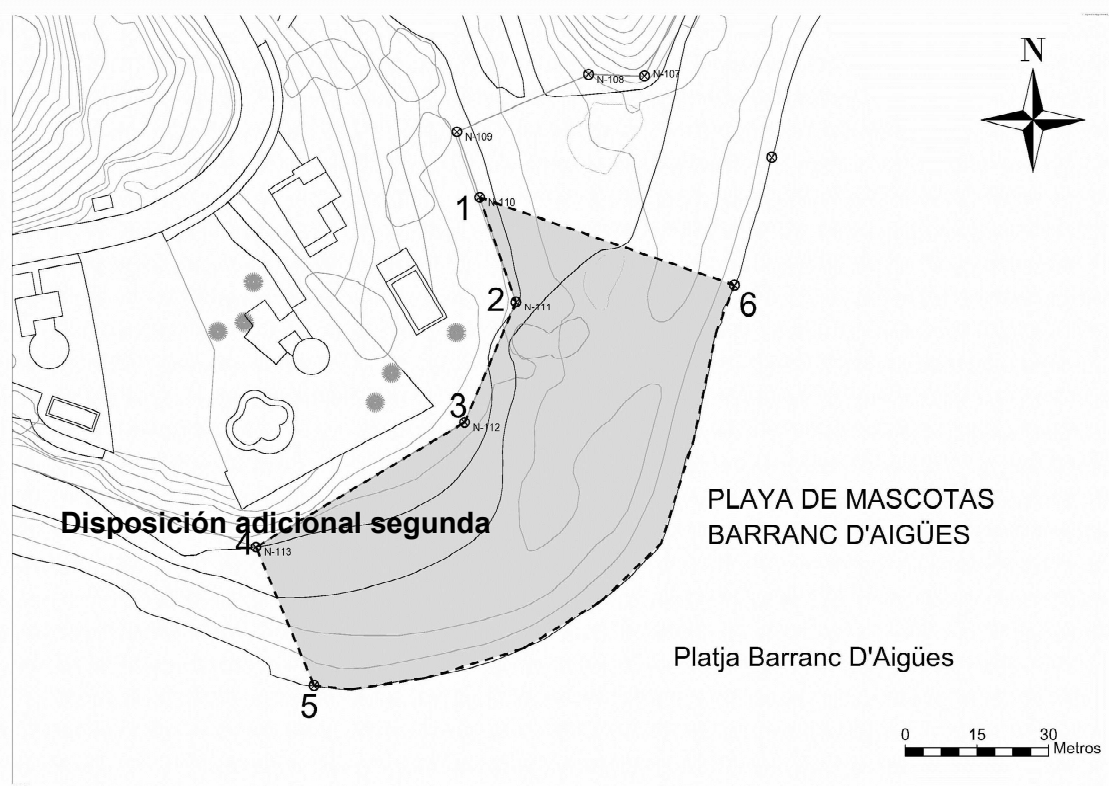 N
N-108
N-107
N-109
1
N-110
2
N-111
6
3
N-112
PLAYA DE MASCOTAS
BARRANC D'AIGÜES
Disposición adicional segunda
4
N-113
Platja Barranc D'Aigües
5
0 15 30
Metros